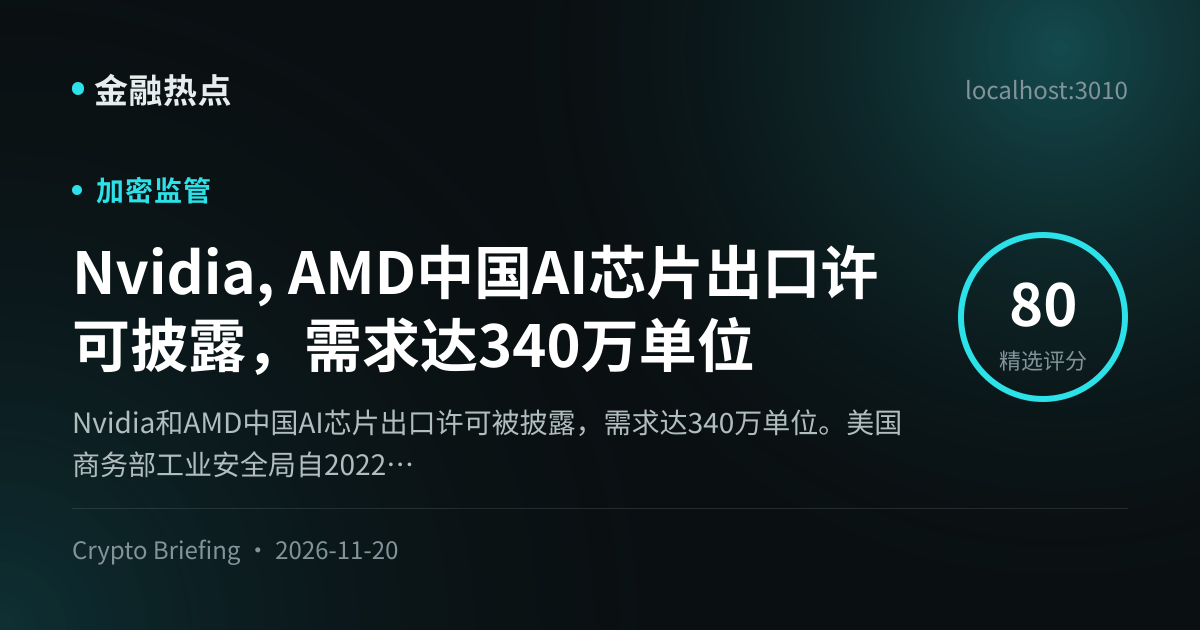 金融热点
localhost:3010
加密监管
Nvidia, AMD中国AI芯片出口许
可披露，需求达340万单位
80
精选评分
Nvidia和AMD中国AI芯片出口许可被披露，需求达340万单位。美国
商务部工业安全局自2022…
Crypto Briefing · 2026-11-20